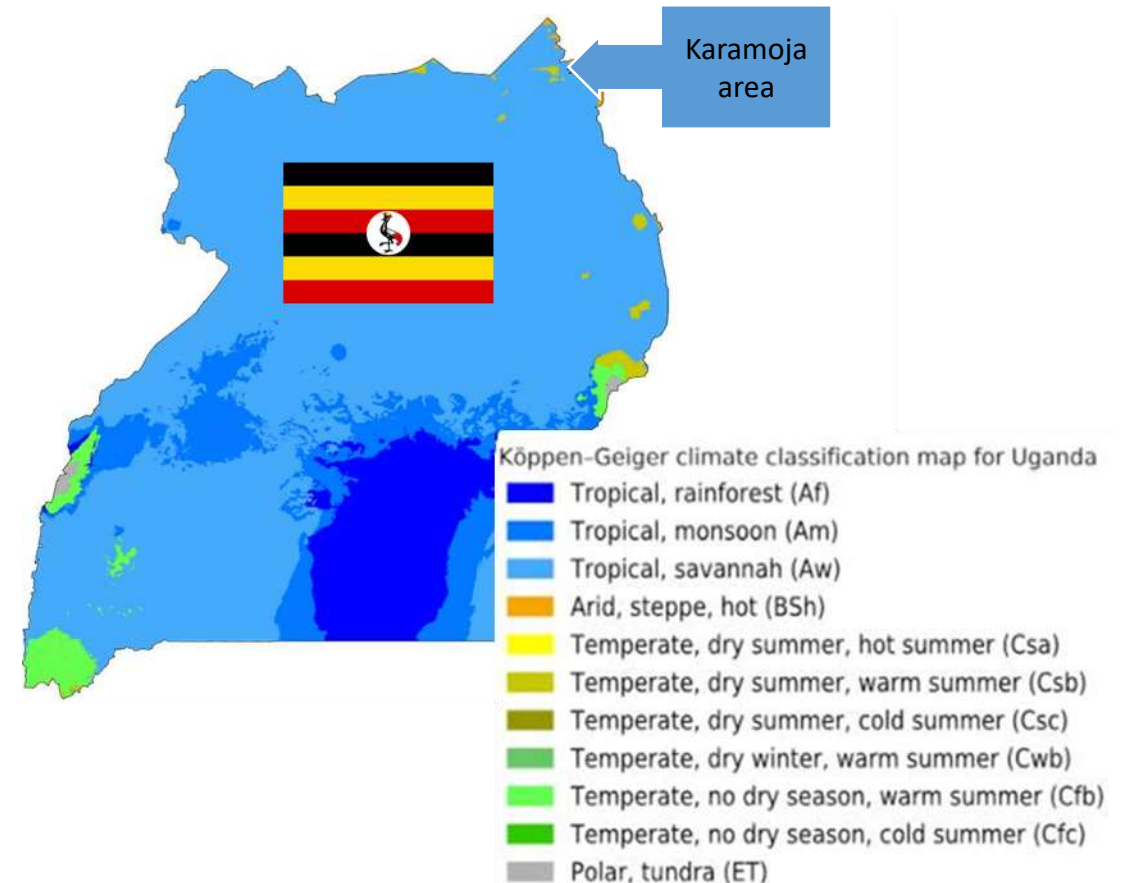 Karamoja
area
Köppen–Geiger climate classification map for Uganda
Tropical, rainforest (Af)
Tropical, monsoon (Am)
Tropical, savannah (Aw)
Arid, steppe, hot (BSh)
Temperate, dry summer, hot summer (Csa)
Temperate, dry summer, warm summer (Csb)
Temperate, dry summer, cold summer (Csc)
Temperate, dry winter, warm summer (Cwb)
Temperate, no dry season, warm summer (Cfb)
Temperate, no dry season, cold summer (Cfc)
Polar, tundra (ET)